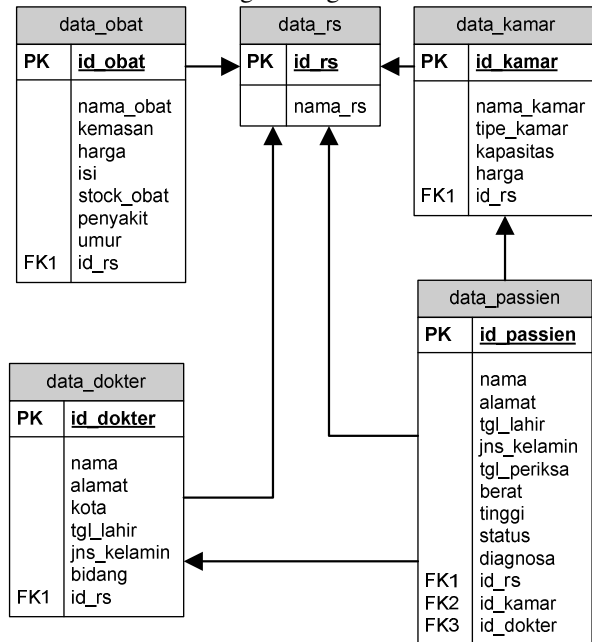 data_obat
PK id_obat
nama_obat
kemasan
harga
isi
stock_obat
penyakit
umur
FK1 id_rs
data_rs
PK id_rs
nama_rs
data_kamar
PK id_kamar
nama_kamar
tipe_kamar
kapasitas
harga
FK1 id_rs
data_dokter
PK id_dokter
nama
alamat
kota
tgl_lahir
jns_kelamin
bidang
FK1 id_rs
data_passien
PK id_passien
nama
alamat
tgl_lahir
jns_kelamin
tgl_periksa
berat
tinggi
status
diagnosa
FK1 id_rs
FK2 id_kamar
FK3 id_dokter